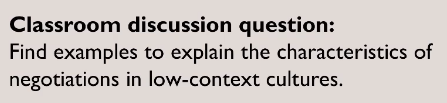 Classroom discussion question:
Find examples to explain the characteristics of
negotiations in low-context cultures.